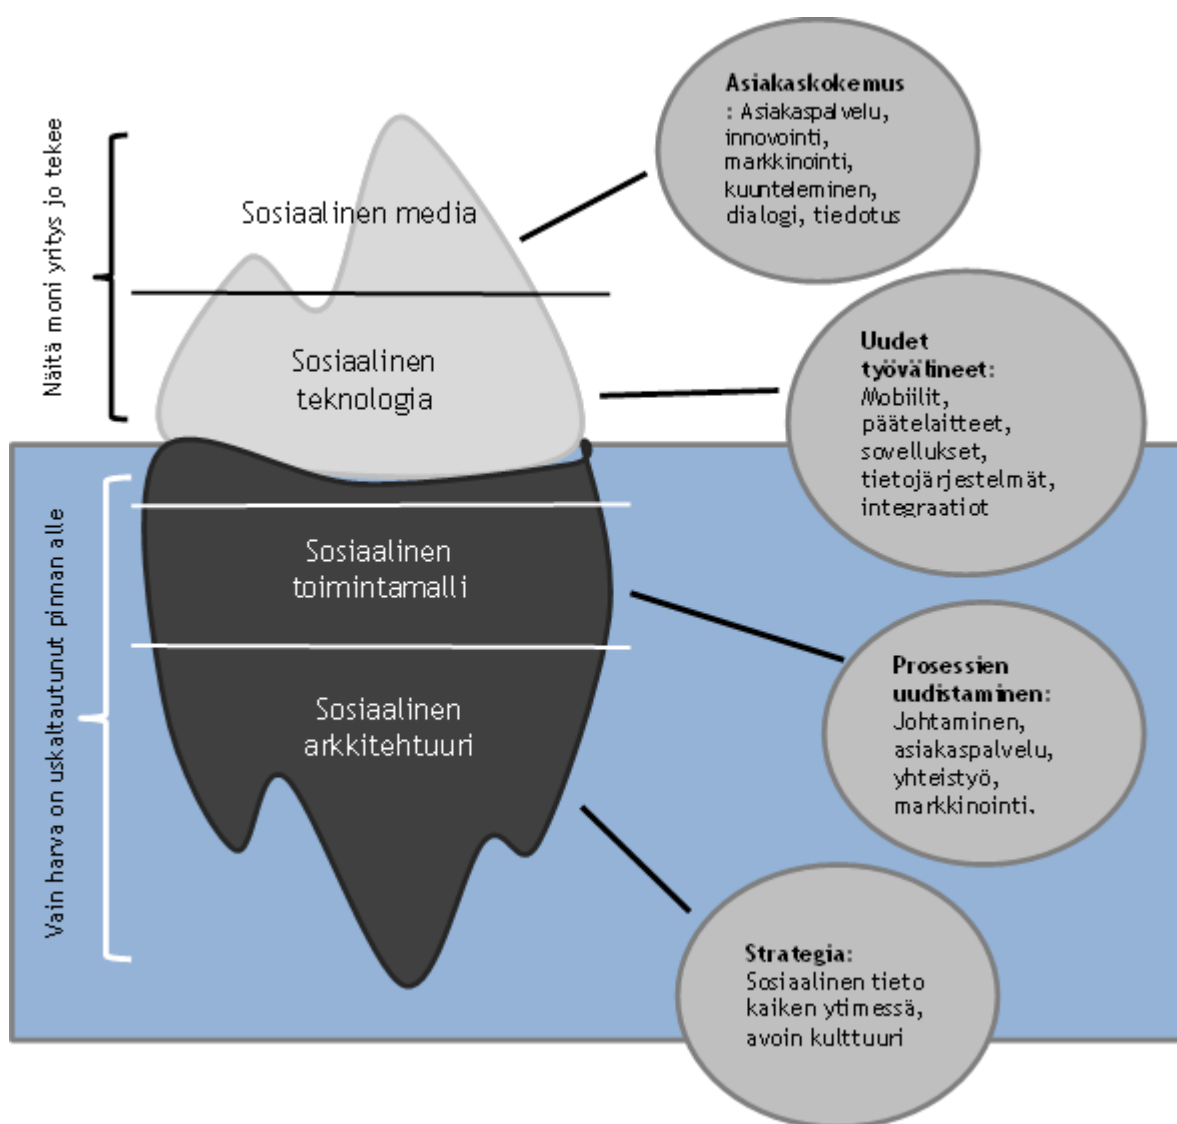 Näitä moni yritys jo tekee
Sosiaalinen media
Asiakaskokemus
: Asiakaspalvelu,
innovointi,
markkinointi,
kuunteleminen,
dialogi, tiedotus
Sosiaalinen
teknologia
Uudet
työvälineet:
Mobiilit,
päätelaitteet,
sovellukset,
tietojärjestelmät,
integraatiot
Vain harva on uskaltautunut pinnan alle
Sosiaalinen
toimintamalli
Prosessien
uudistaminen:
Johtaminen,
asiakaspalvelu,
yhteistyö,
markkinointi.
Sosiaalinen
arkkitehtuuri
Strategia:
Sosiaalinen tieto
kaiken ytimessä,
avoin kulttuuri